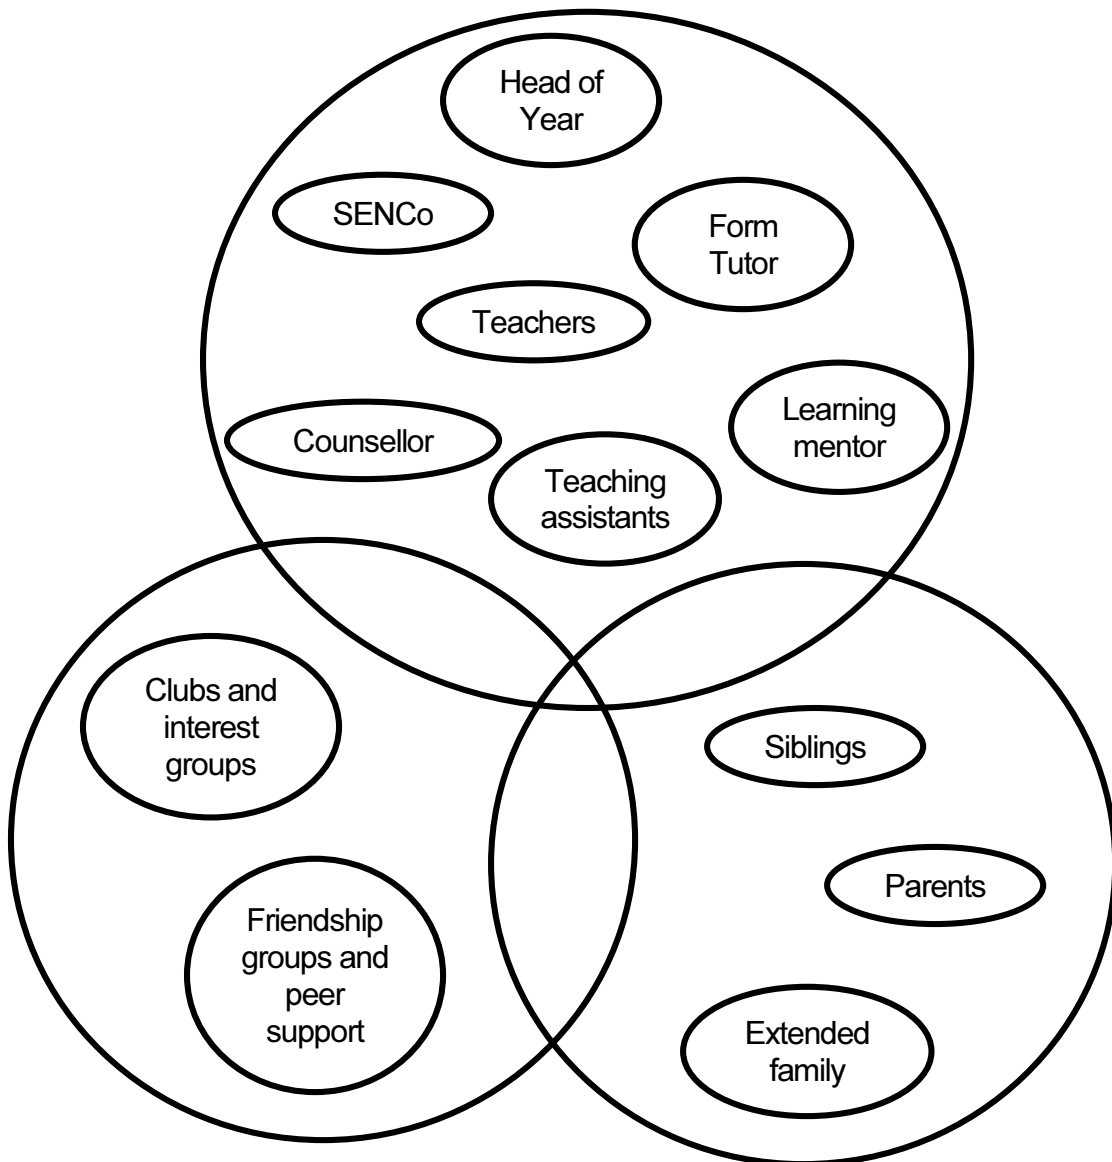 Head of
Year
SENCo
Form
Tutor
Teachers
Learning
mentor
Counsellor
Teaching
assistants
Clubs and
interest
groups
Siblings
Parents
Friendship
groups and
peer
support
Extended
family